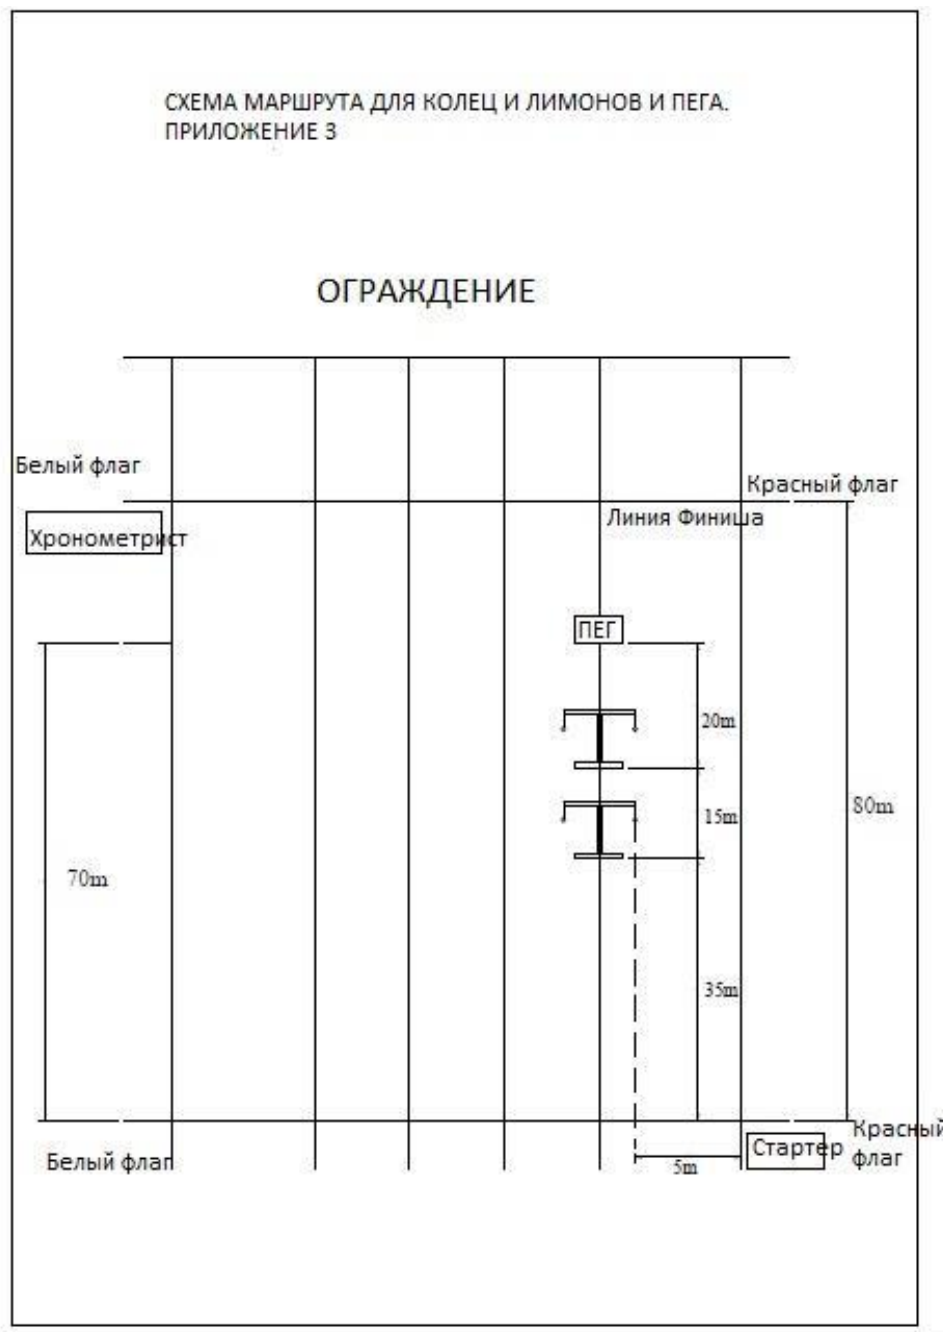 СХЕМА МАРШРУТА ДЛЯ КОЛЕЦ И ЛИМОНОВ И ПЕГА.
ПРИЛОЖЕНИЕ 3
ОГРАЖДЕНИЕ
Белый флаг
Красный флаг
Линия Финиша
Хронометрист
ПЕГ
20m
15m
80m
70m
35m
Красный
флаг
Стартер
Белый флаг
5m